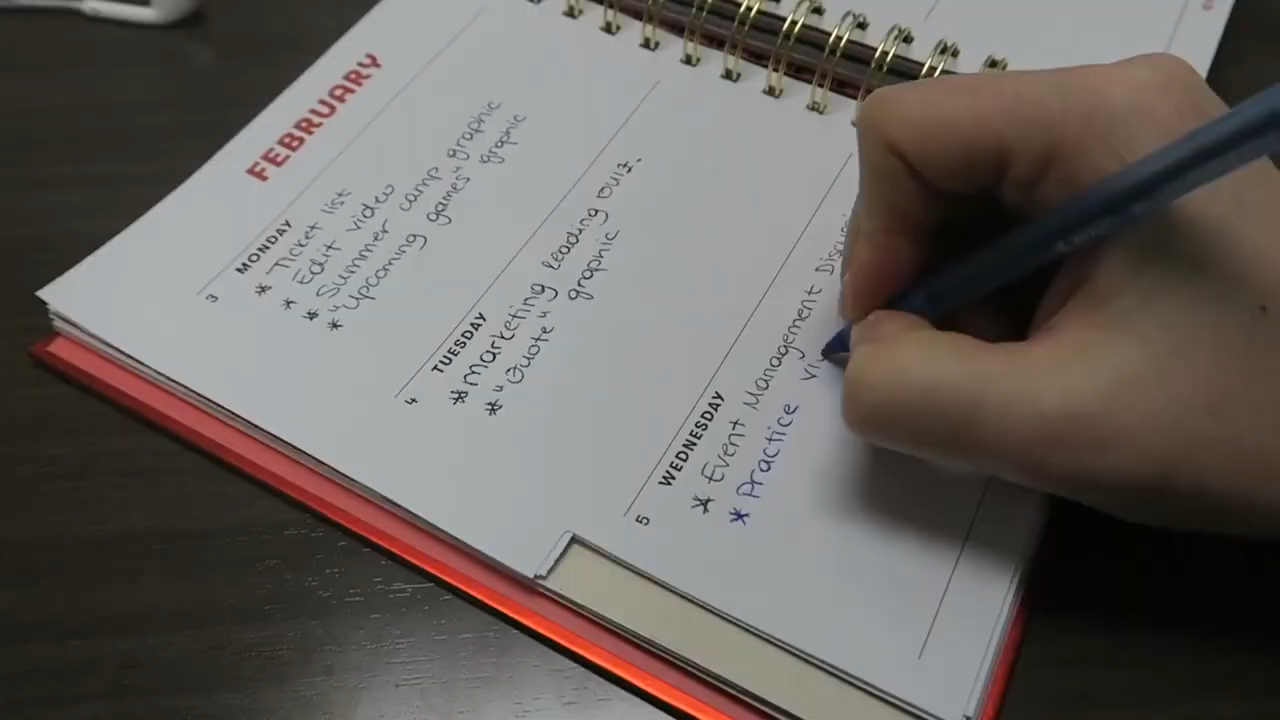 FEBRUARY
3 MONDAY
* Ticket list
* Edit video
* "Summer camp" graphic
* "Upcoming games" graphic
4 TUESDAY
* Marketing reading quiz.
* "Quote" graphic
5 WEDNESDAY
* Event Management
* Practice